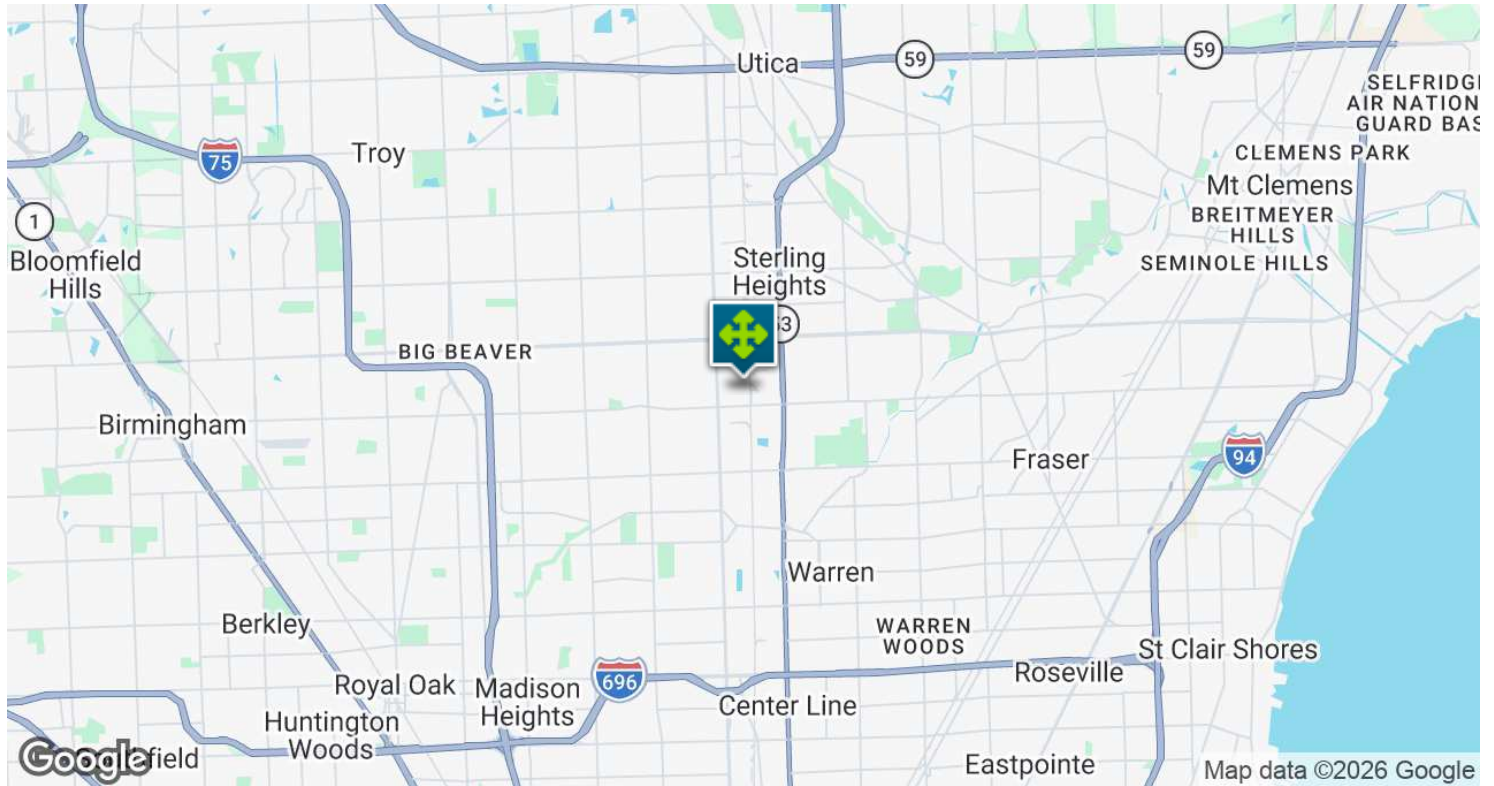 Utica
59
59
SELFRIDG
AIR NATION
GUARD BAS
75
Troy
CLEMENS PARK
Mt Clemens
BREITMEYER
HILLS
SEMINOLE HILLS
1
Bloomfield
Hills
Sterling
Heights
53
BIG BEAVER
Birmingham
Fraser
94
Warren
Berkley
WARREN
WOODS
St Clair Shores
Roseville
Royal Oak
Madison
Heights
696
Center Line
Huntington
Woods
Google
field
Eastpointe
Map data ©2026 Google